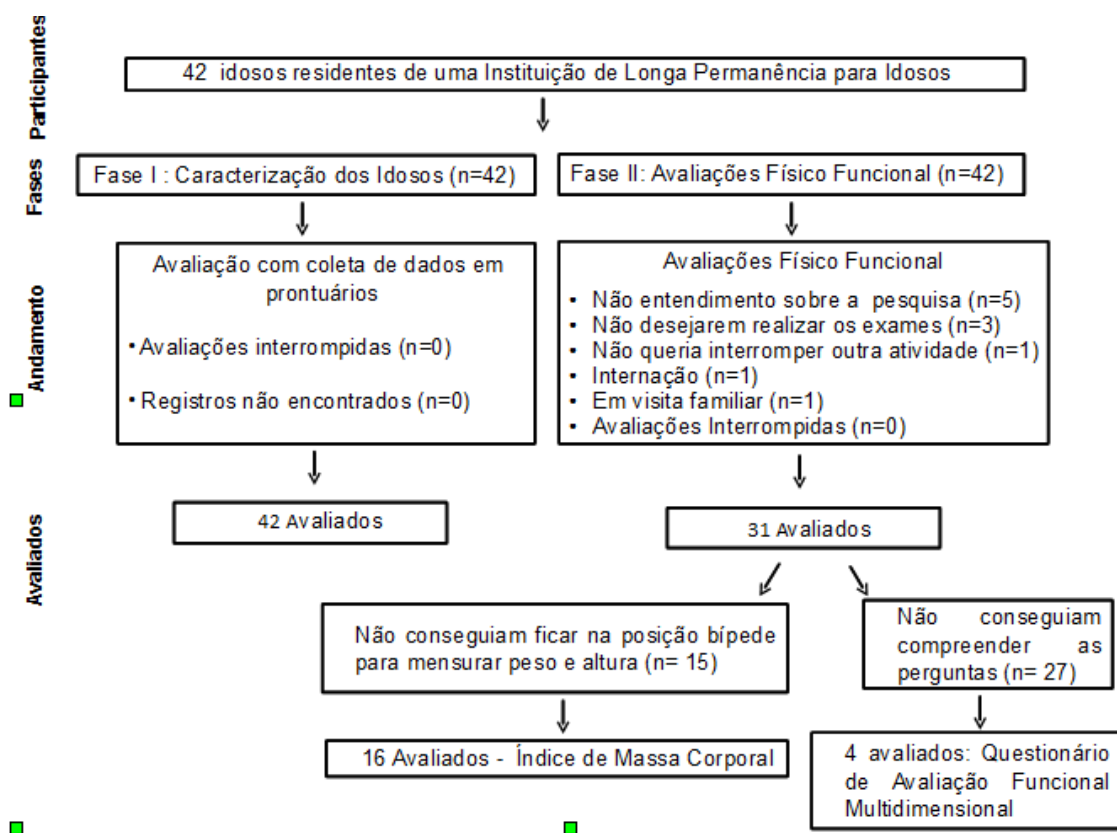 Participantes
42 idosos residentes de uma Instituição de Longa Permanência para Idosos
Fases
Fase I : Caracterização dos Idosos (n=42)
Fase II: Avaliações Físico Funcional (n=42)
Andamento
Avaliação com coleta de dados em
prontuários
• Avaliações interrompidas (n=0)
• Registros não encontrados (n=0)
Avaliações Físico Funcional
• Não entendimento sobre a pesquisa (n=5)
• Não desejarem realizar os exames (n=3)
• Não queria interromper outra atividade (n=1)
• Internação (n=1)
• Em visita familiar (n=1)
• Avaliações Interrompidas (n=0)
Avaliados
42 Avaliados
31 Avaliados
Não conseguiam ficar na posição bípede
para mensurar peso e altura (n= 15)
Não conseguiam
compreender as
perguntas (n= 27)
16 Avaliados - Índice de Massa Corporal
4 avaliados: Questionário
de Avaliação Funcional
Multidimensional